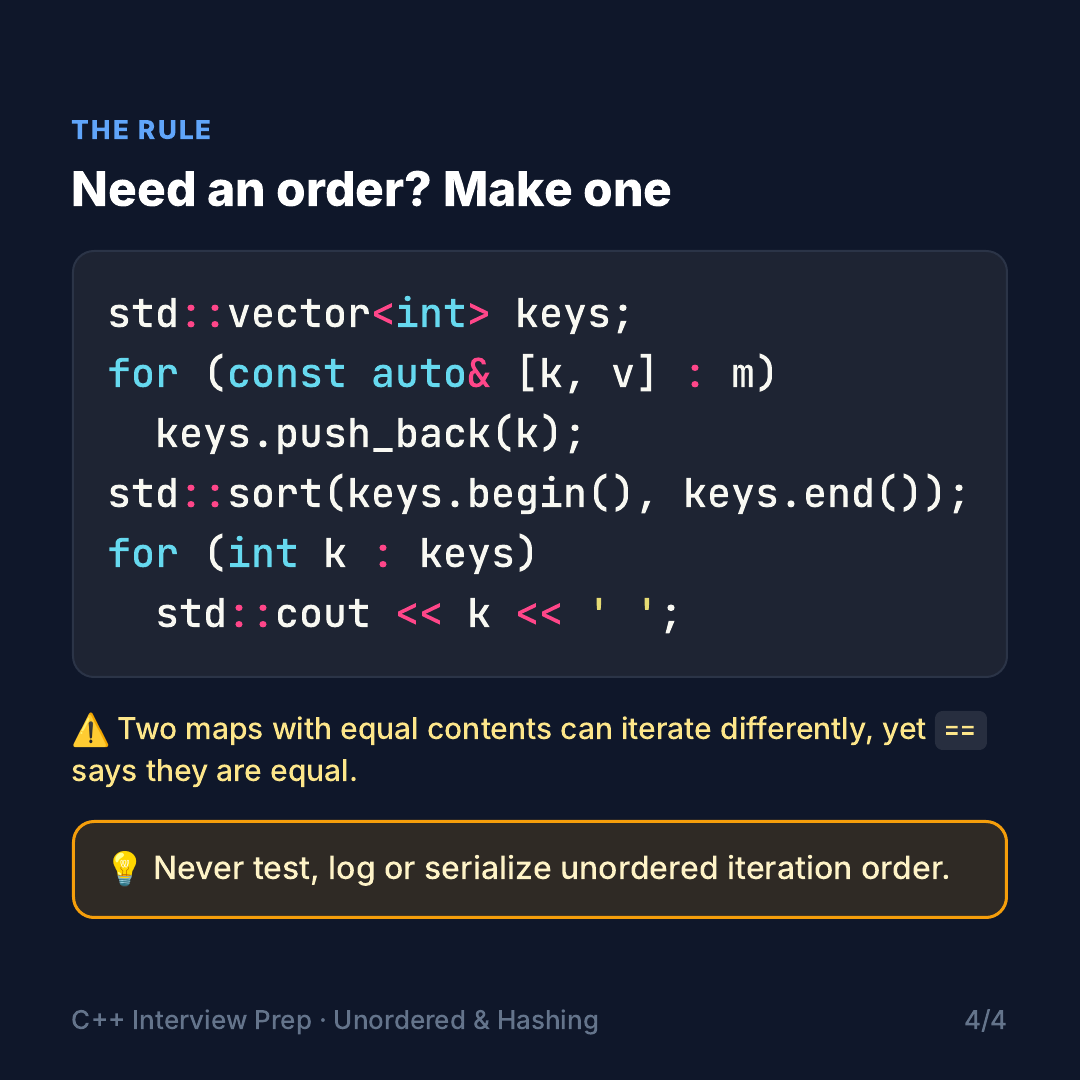 THE RULE
Need an order? Make one
std::vector<int> keys;
for (const auto& [k, v] : m)
  keys.push_back(k);
std::sort(keys.begin(), keys.end());
for (int k : keys)
  std::cout << k << ' ';
⚠️ Two maps with equal contents can iterate differently, yet ==
says they are equal.
💡 Never test, log or serialize unordered iteration order.
C++ Interview Prep · Unordered & Hashing
4/4